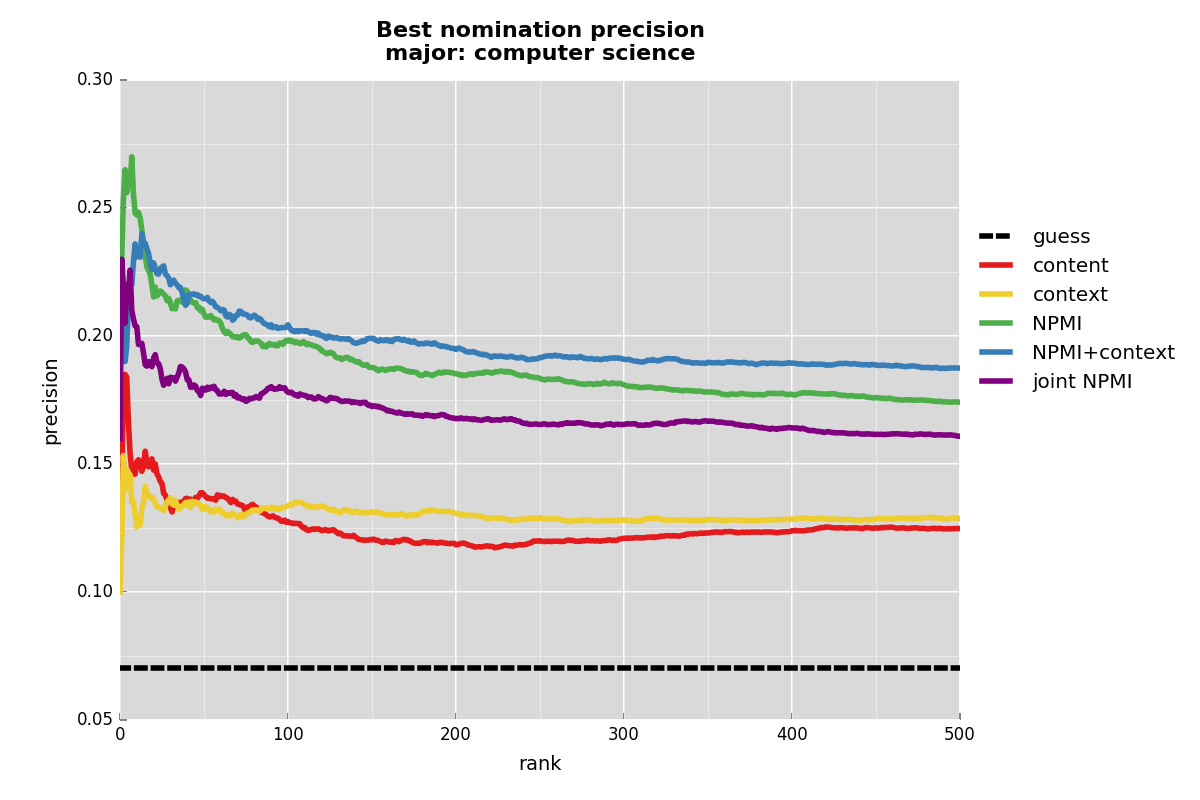 Best nomination precision
major: computer science
precision
0.30
0.25
0.20
0.15
0.10
0.05
0
100
200
300
400
500
rank
guess
content
context
NPMI
NPMI+context
joint NPMI